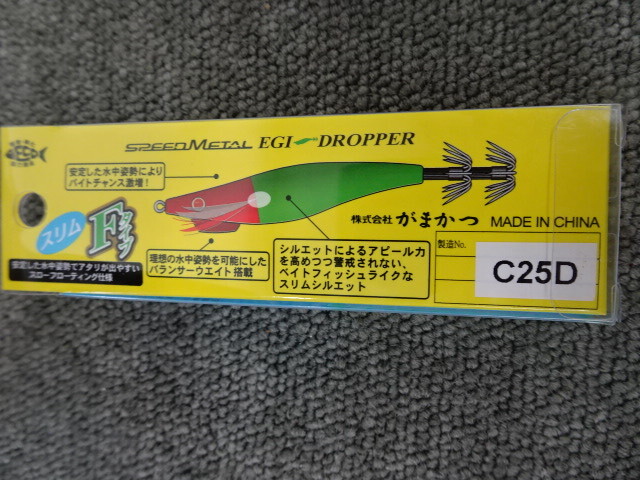 SPEEDMETAL EGI DROPPER
安定した水中姿勢により
バイトチャンス激増!
スリム
Fタイプ
安定した水中姿勢でアタリが出やすい
スローフローティング仕様
理想の水中姿勢を可能にした
バランサーウエイト搭載
シルエットによるアピール力
を高めつつ警戒されない、
ベイトフィッシュライクな
スリムシルエット
株式会社 がまかつ MADE IN CHINA
製造No.
C25D